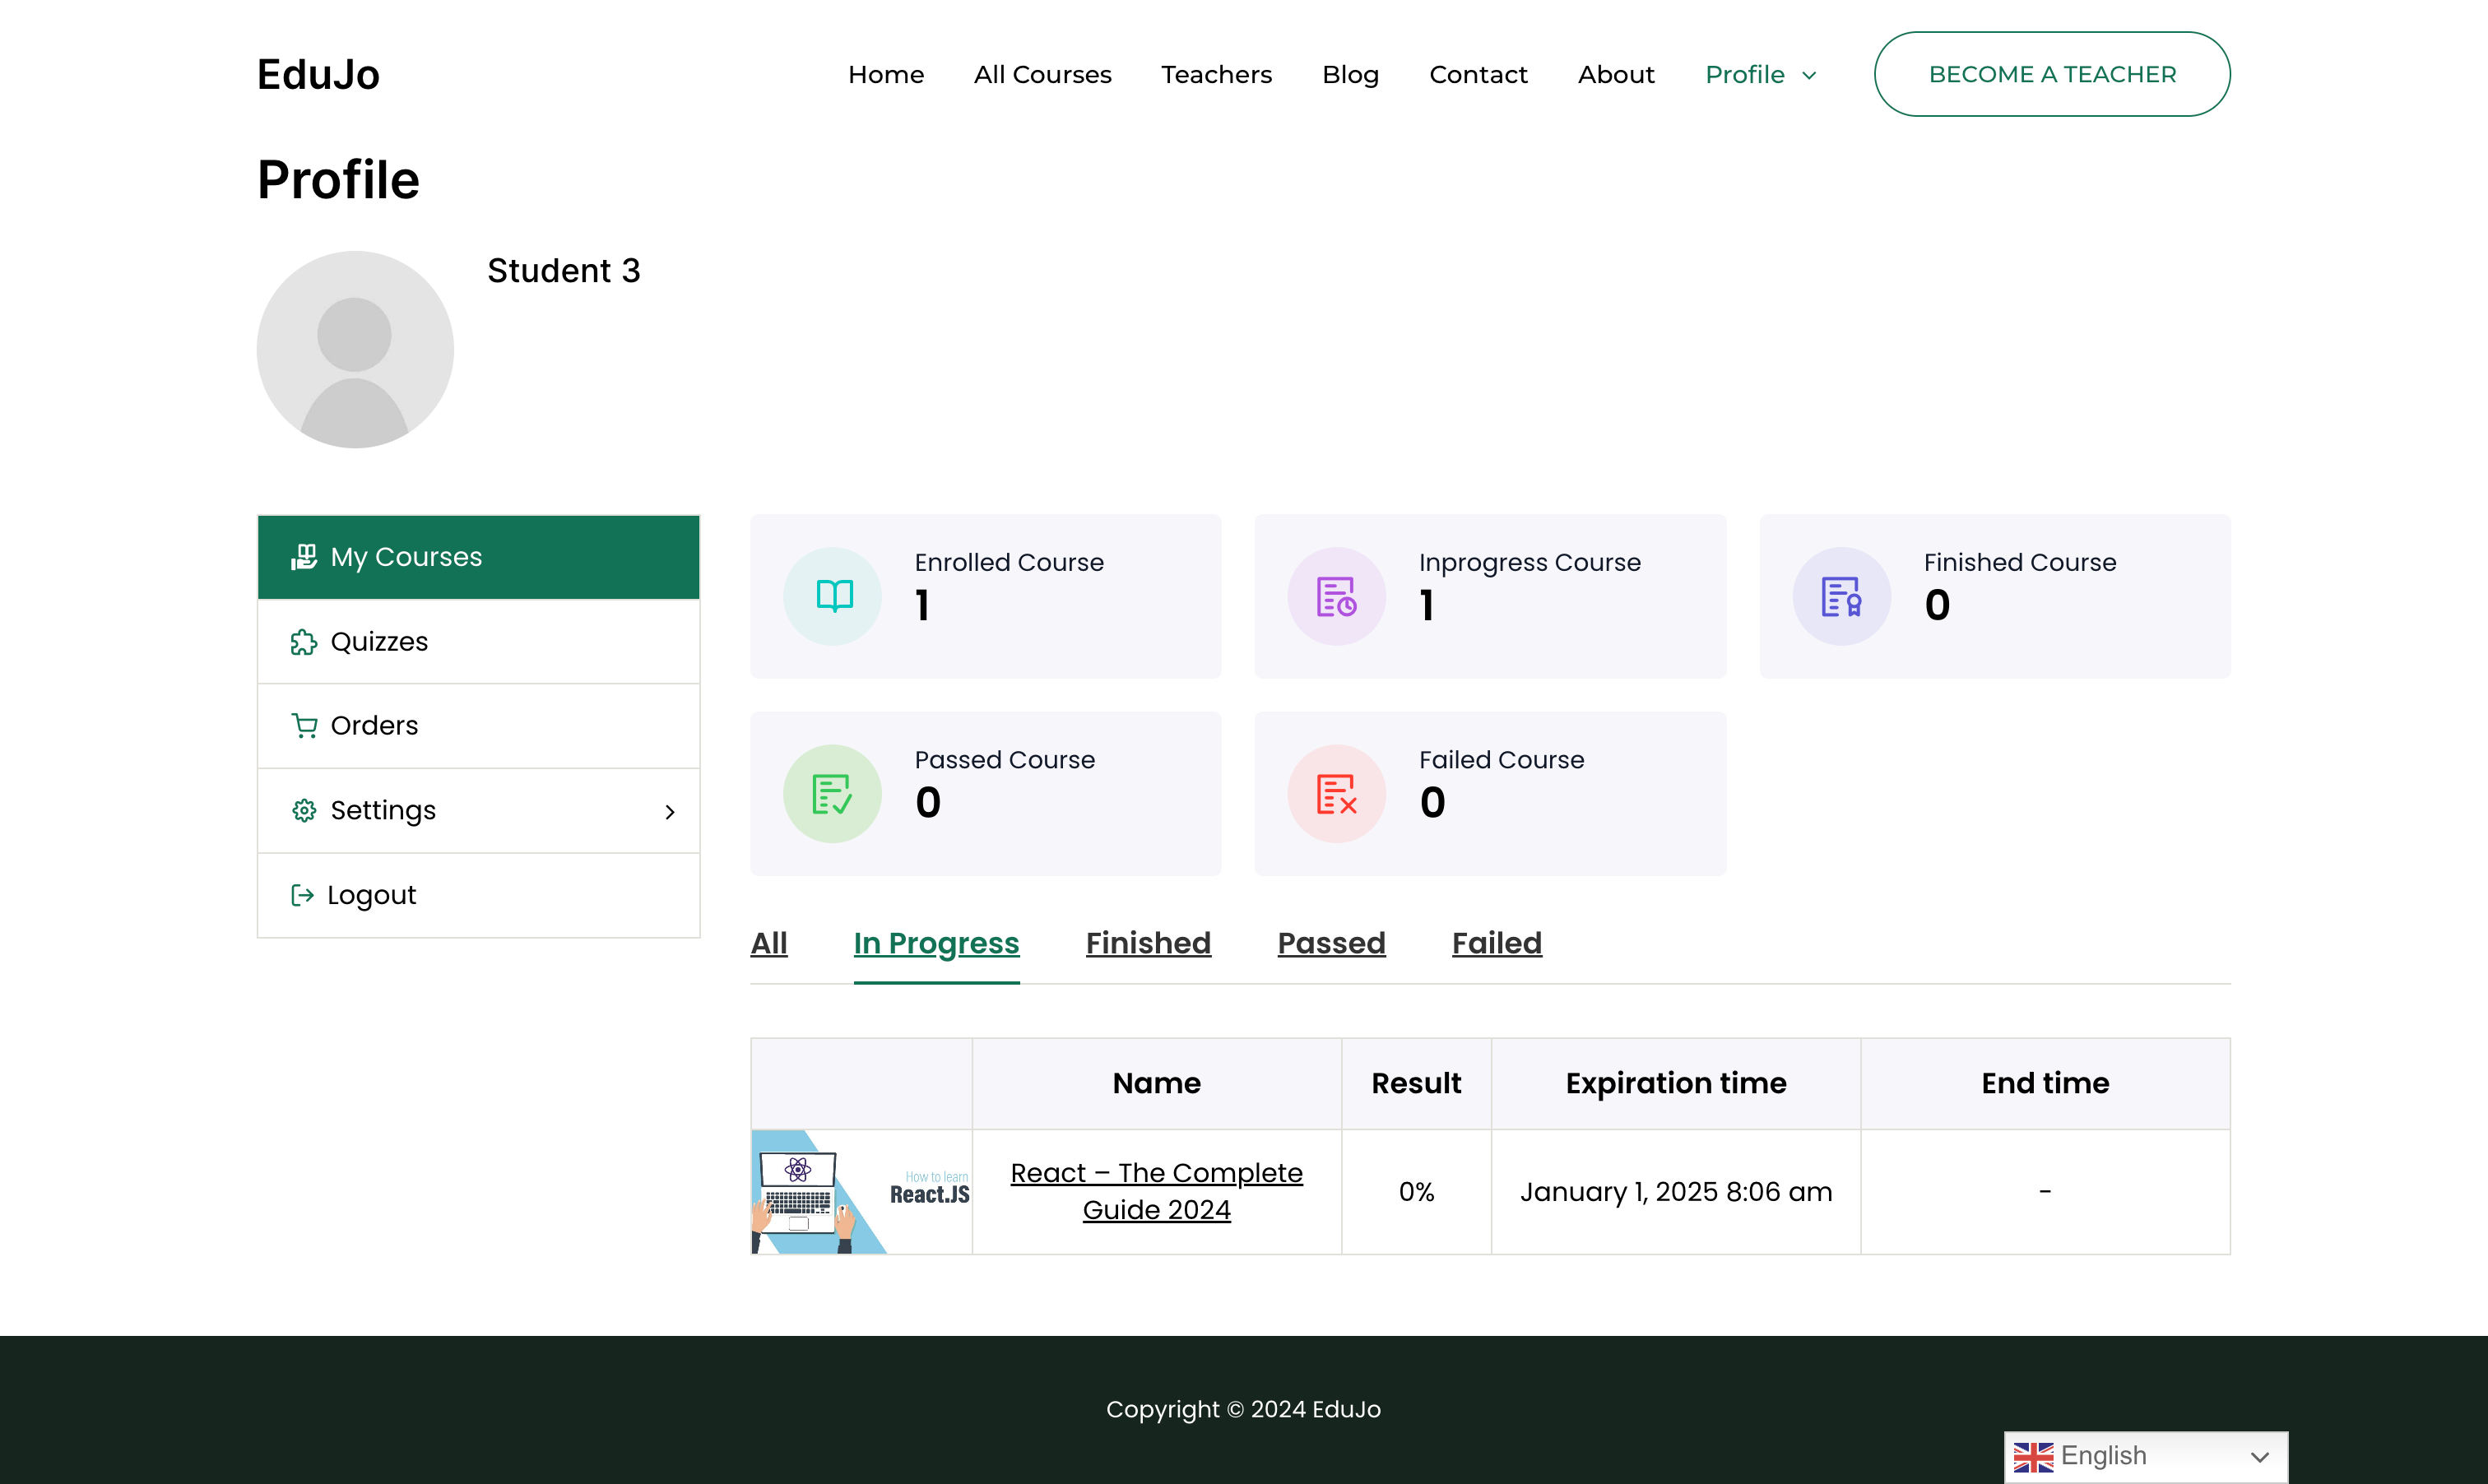 EduJo
Home
All Courses
Teachers
Blog
Contact
About
Profile
BECOME A TEACHER
Profile
Student 3
My Courses
Quizzes
Orders
Settings
Logout
Enrolled Course
1
Inprogress Course
1
Finished Course
0
Passed Course
0
Failed Course
0
All
In Progress
Finished
Passed
Failed
Name
Result
Expiration time
End time
How to learn
React.JS
React – The Complete
Guide 2024
0%
January 1, 2025 8:06 am
-
Copyright © 2024 EduJo
English